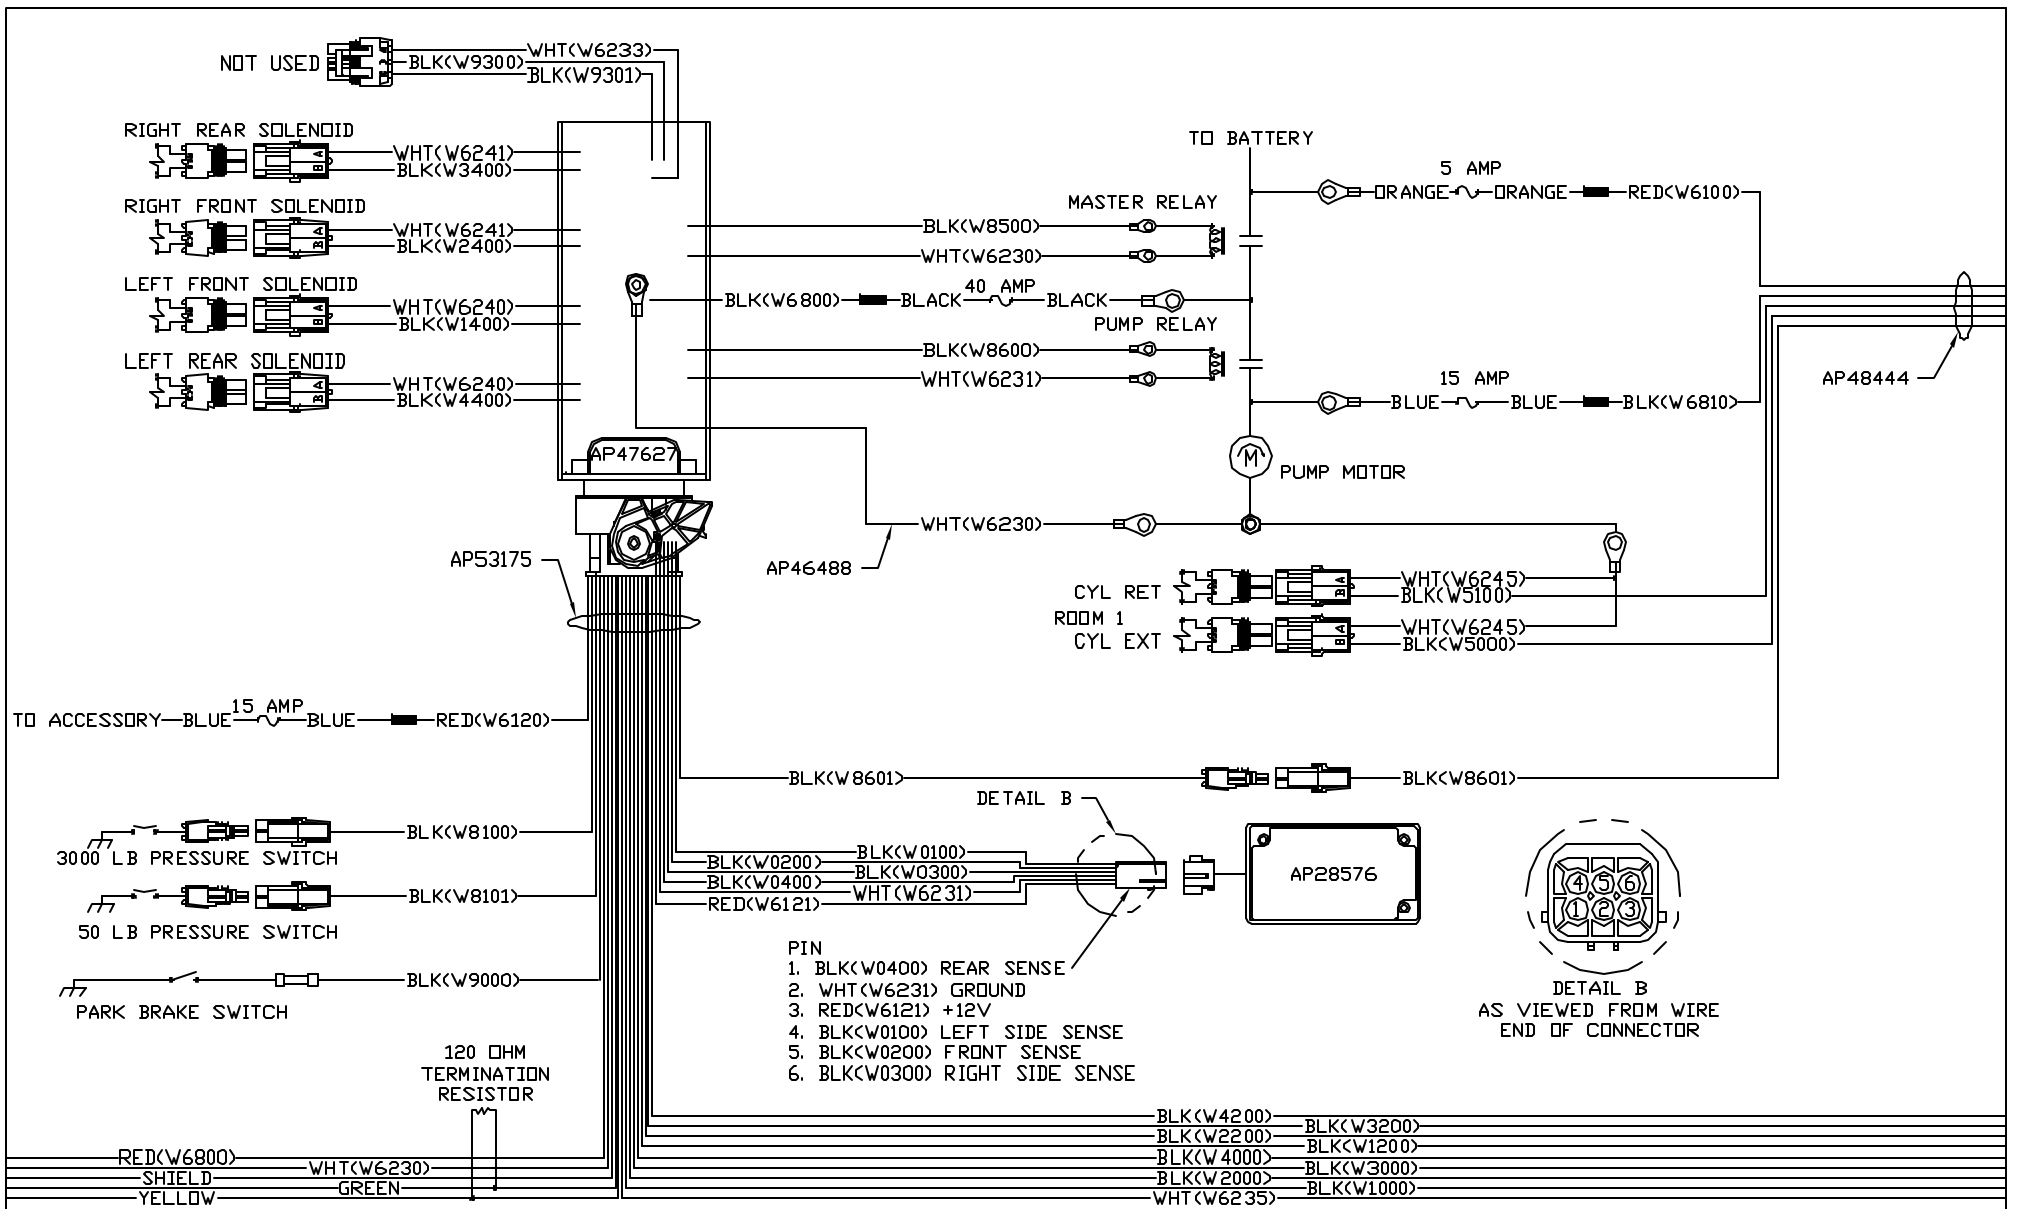 NOT USED
WHT(W6233)
BLK(W9300)
BLK(W9301)
RIGHT REAR SOLENOID
A
B
WHT(W6241)
BLK(W3400)
RIGHT FRONT SOLENOID
A
B
WHT(W6241)
BLK(W2400)
LEFT FRONT SOLENOID
A
B
WHT(W6240)
BLK(W1400)
LEFT REAR SOLENOID
A
B
WHT(W6240)
BLK(W4400)
TO BATTERY
5 AMP
ORANGE
ORANGE
RED(W6100)
MASTER RELAY
BLK(W8500)
WHT(W6230)
40 AMP
BLK(W6800)
BLACK
BLACK
PUMP RELAY
BLK(W8600)
WHT(W6231)
15 AMP
BLUE
BLUE
BLK(W6810)
AP48444
AP47627
M
PUMP MOTOR
WHT(W6230)
AP53175
AP46488
CYL RET
A
B
WHT(W6245)
BLK(W5100)
ROOM 1
CYL EXT
A
B
WHT(W6245)
BLK(W5000)
TO ACCESSORY
BLUE
15 AMP
BLUE
RED(W6120)
BLK(W8601)
BLK(W8601)
DETAIL B
BLK(W8100)
3000 LB PRESSURE SWITCH
BLK(W8101)
50 LB PRESSURE SWITCH
BLK(W9000)
PARK BRAKE SWITCH
BLK(W0100)
BLK(W0200)
BLK(W0300)
BLK(W0400)
WHT(W6231)
RED(W6121)
AP28576
4 5 6
1 2 3
DETAIL B
AS VIEWED FROM WIRE
END OF CONNECTOR
PIN
1. BLK(W0400) REAR SENSE
2. WHT(W6231) GROUND
3. RED(W6121) +12V
4. BLK(W0100) LEFT SIDE SENSE
5. BLK(W0200) FRONT SENSE
6. BLK(W0300) RIGHT SIDE SENSE
120 OHM
TERMINATION
RESISTOR
RED(W6800)
WHT(W6230)
SHIELD
GREEN
YELLOW
BLK(W4200)
BLK(W3200)
BLK(W2200)
BLK(W1200)
BLK(W4000)
BLK(W3000)
BLK(W2000)
BLK(W1000)
WHT(W6235)